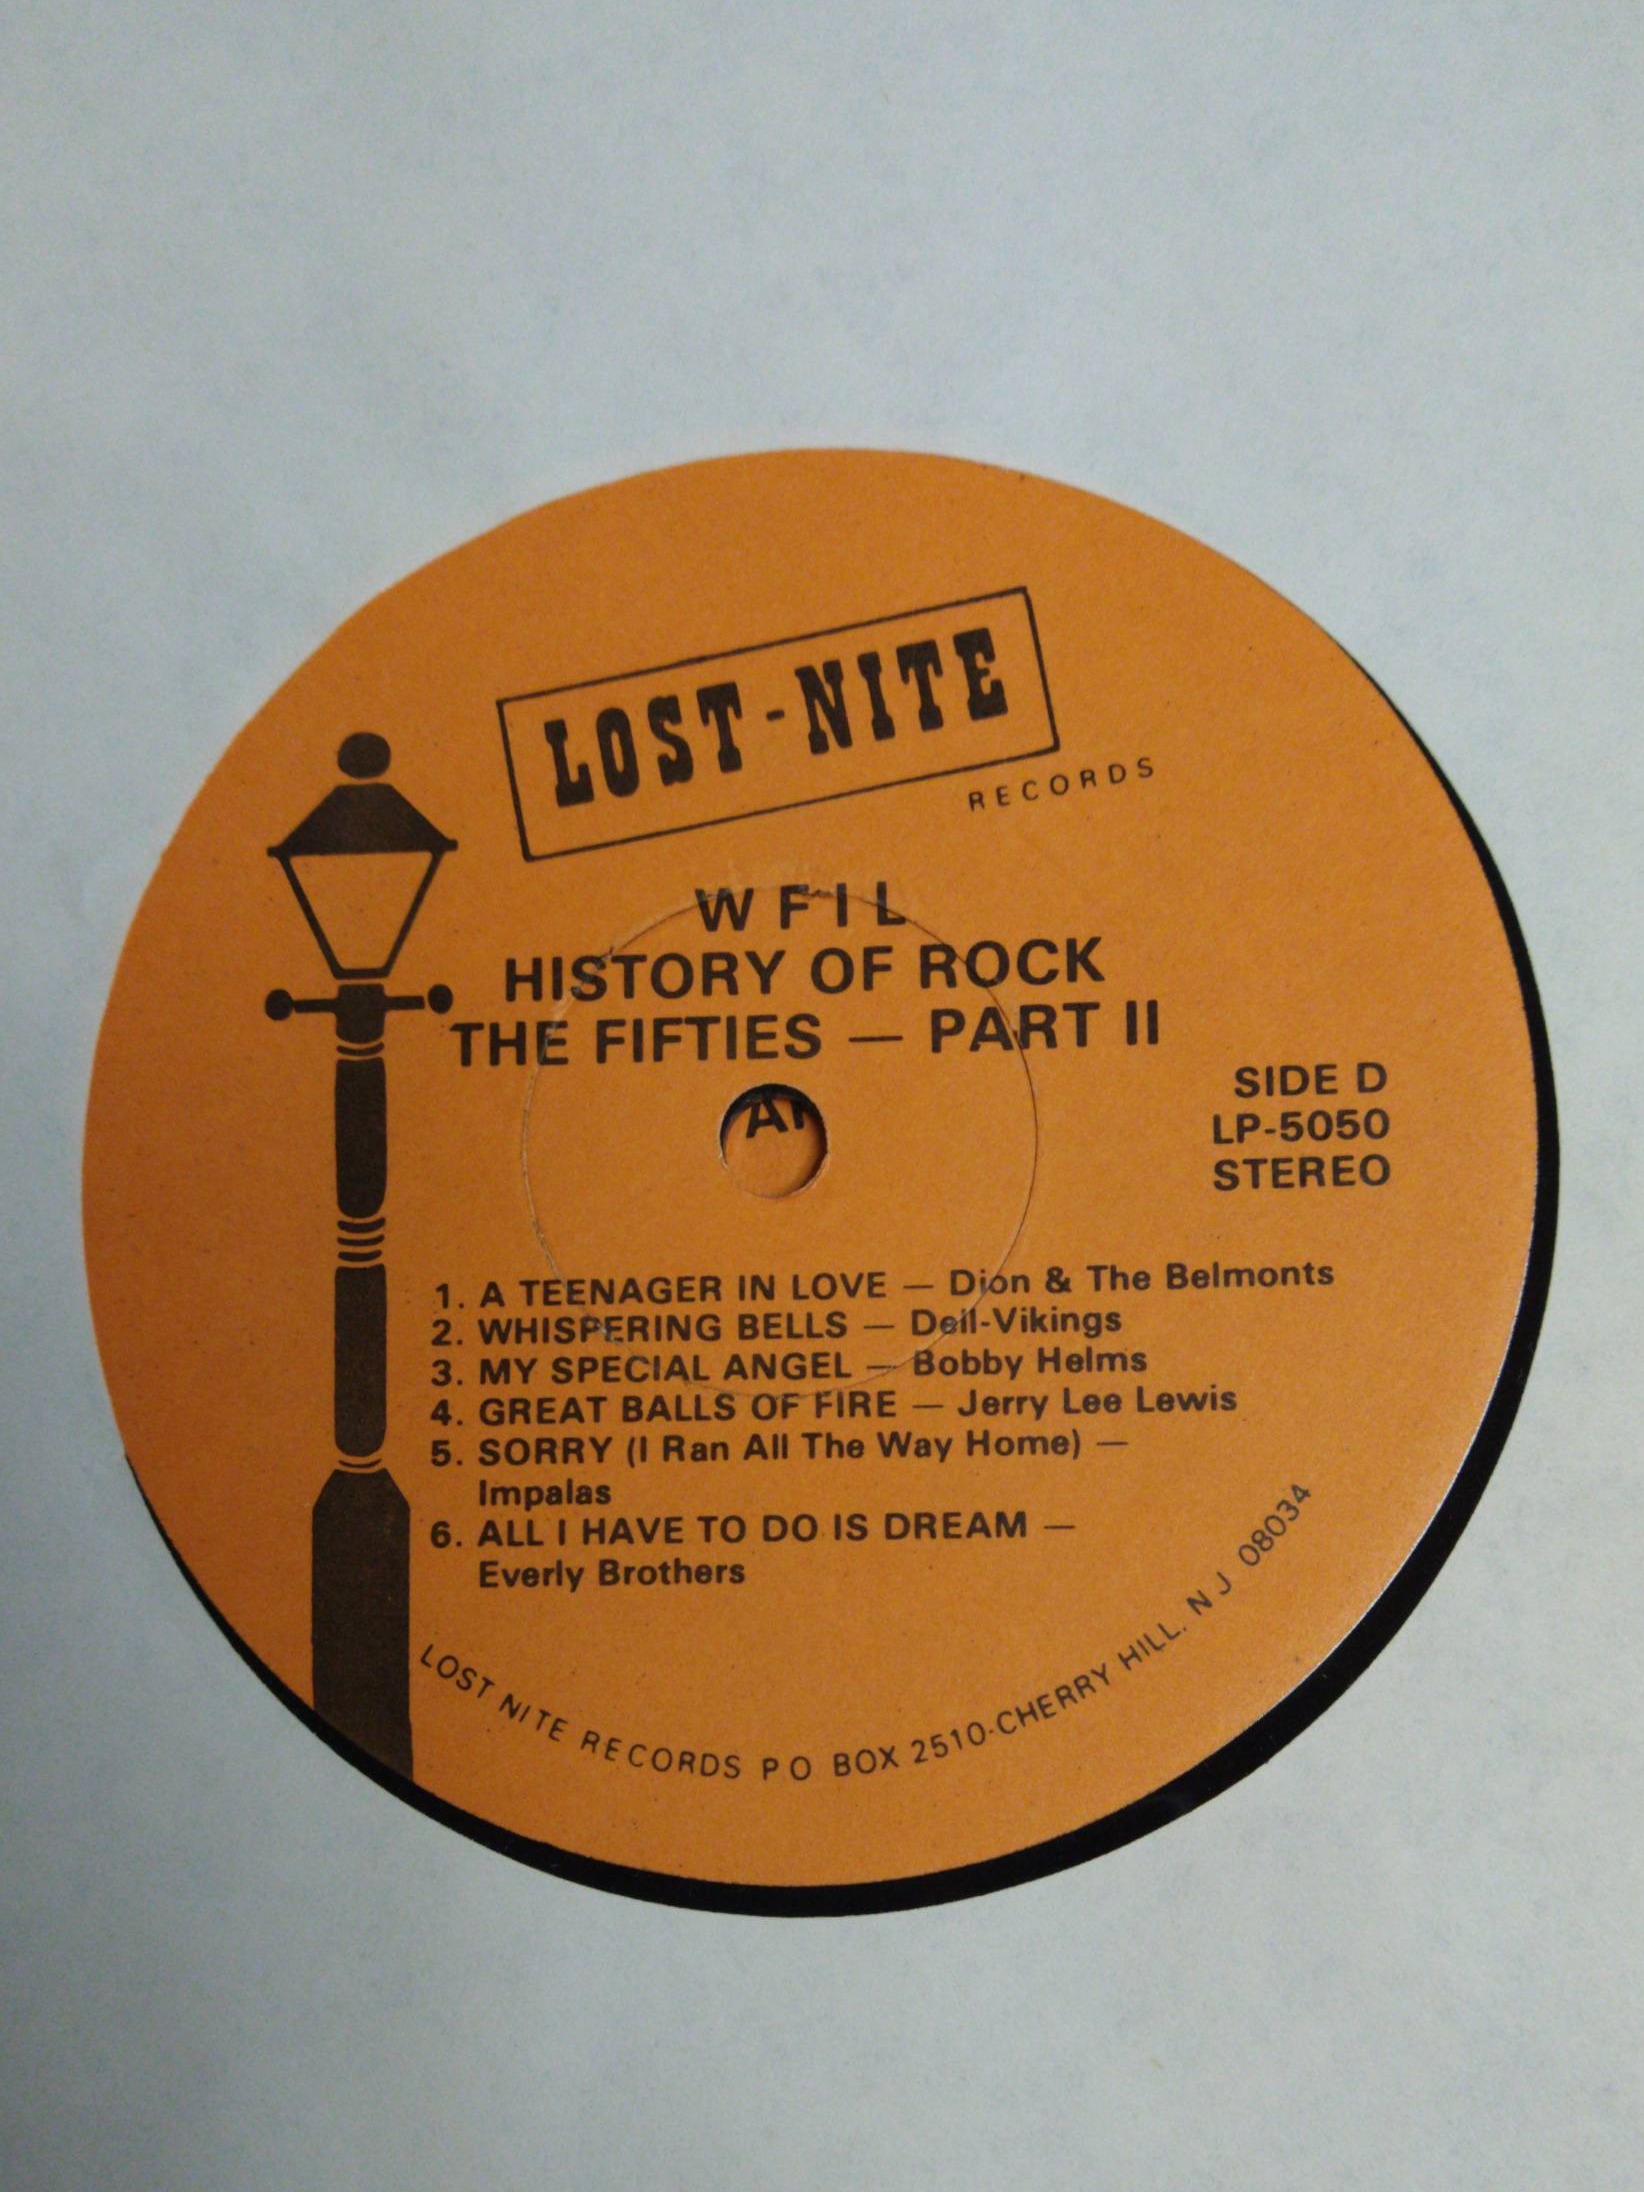 LOST-NITE
RECORDS
WFIL
HISTORY OF ROCK
THE FIFTIES — PART II
SIDE D
LP-5050
STEREO
1. A TEENAGER IN LOVE — Dion & The Belmonts
2. WHISPERING BELLS — Dell-Vikings
3. MY SPECIAL ANGEL — Bobby Helms
4. GREAT BALLS OF FIRE — Jerry Lee Lewis
5. SORRY (I Ran All The Way Home) —
Impalas
6. ALL I HAVE TO DO IS DREAM —
Everly Brothers
LOST NITE RECORDS P O BOX 2510-CHERRY HILL, N J 08034